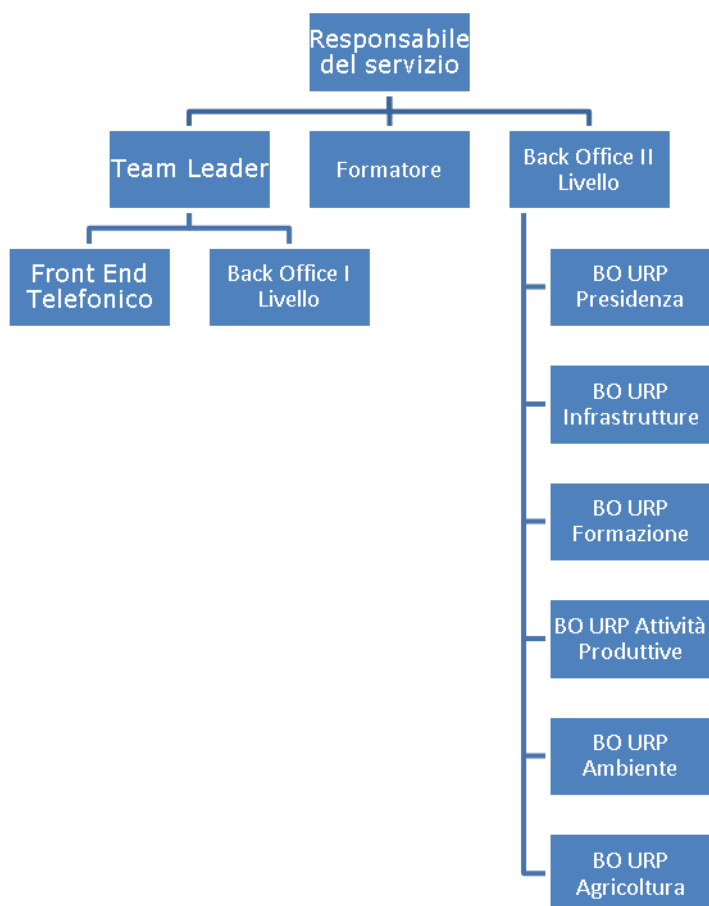 Responsabile
del servizio
Team Leader
Formatore
Back Office II
Livello
Front End
Telefonico
Back Office I
Livello
BO URP
Presidenza
BO URP
Infrastrutture
BO URP
Formazione
BO URP Attività
Produttive
BO URP
Ambiente
BO URP
Agricoltura